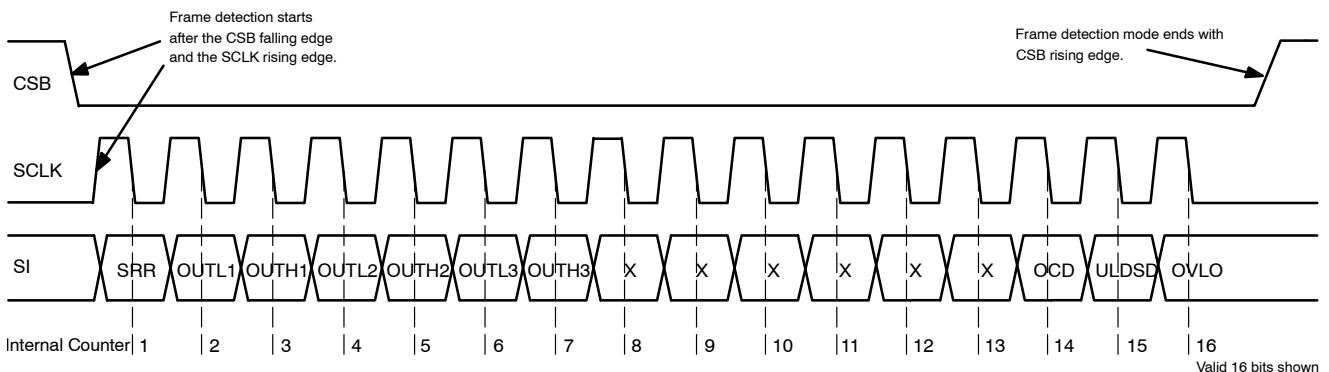 Frame detection starts
after the CSB falling edge
and the SCLK rising edge.
Frame detection mode ends with
CSB rising edge.
CSB
SCLK
SI SRR OUTL1 OUTH1 OUTL2 OUTH2 OUTL3 OUTH3 X X X X X X OCD ULDSD OVLO
Internal Counter 1 2 3 4 5 6 7 8 9 10 11 12 13 14 15 16
Valid 16 bits shown